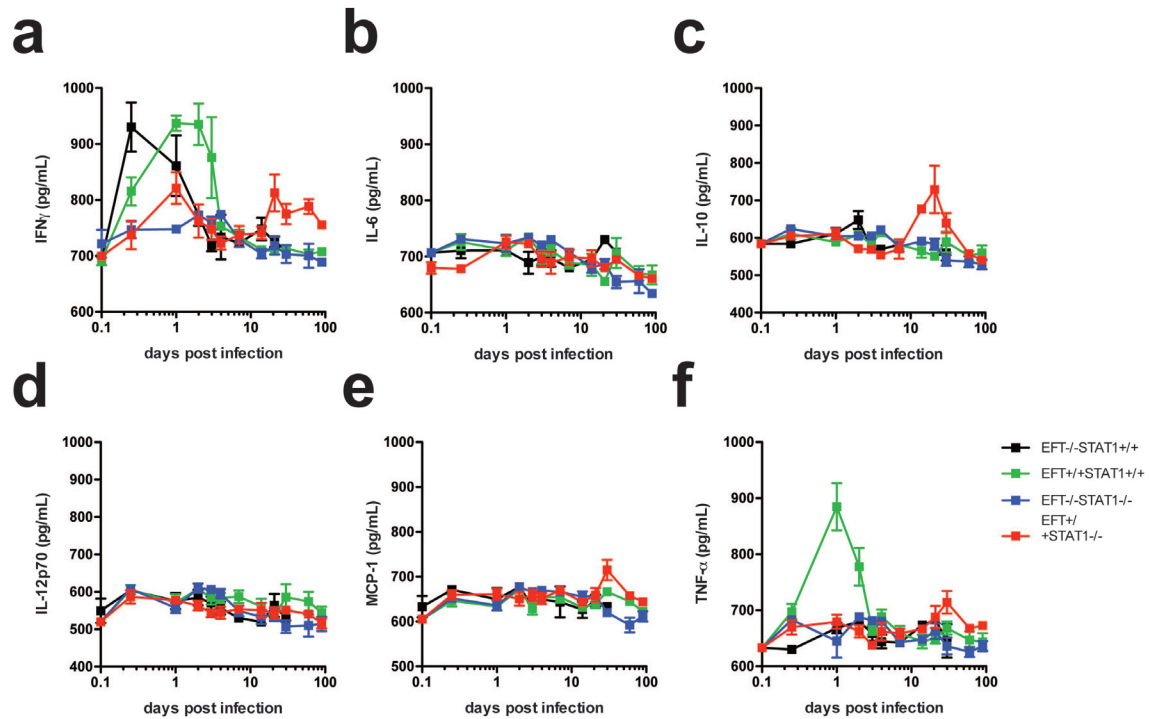 a
b
c
1000
900
800
700
600
IFNγ (pg/mL)
0.1 1 10 100
days post infection
1000
900
800
700
600
IL-6 (pg/mL)
0.1 1 10 100
days post infection
1000
900
800
700
600
500
400
IL-10 (pg/mL)
0.1 1 10 100
days post infection
d
e
f
1000
900
800
700
600
500
400
IL-12p70 (pg/mL)
0.1 1 10 100
days post infection
1000
900
800
700
600
500
MCP-1 (pg/mL)
0.1 1 10 100
days post infection
1000
900
800
700
600
TNF-α (pg/mL)
0.1 1 10 100
days post infection
EFT-/-STAT1+/+
EFT+/+STAT1+/+
EFT-/-STAT1-/-
EFT+/
+STAT1-/-